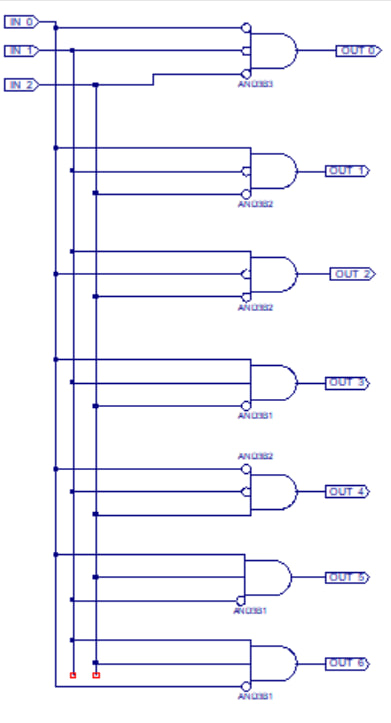 IN 0
IN 1
OUT 0
IN 2
AND3B3
OUT 1
AND3B2
OUT 2
AND3B2
OUT 3
AND3B1
AND3B2
OUT 4
OUT 5
AND3B1
OUT 6
AND3B1